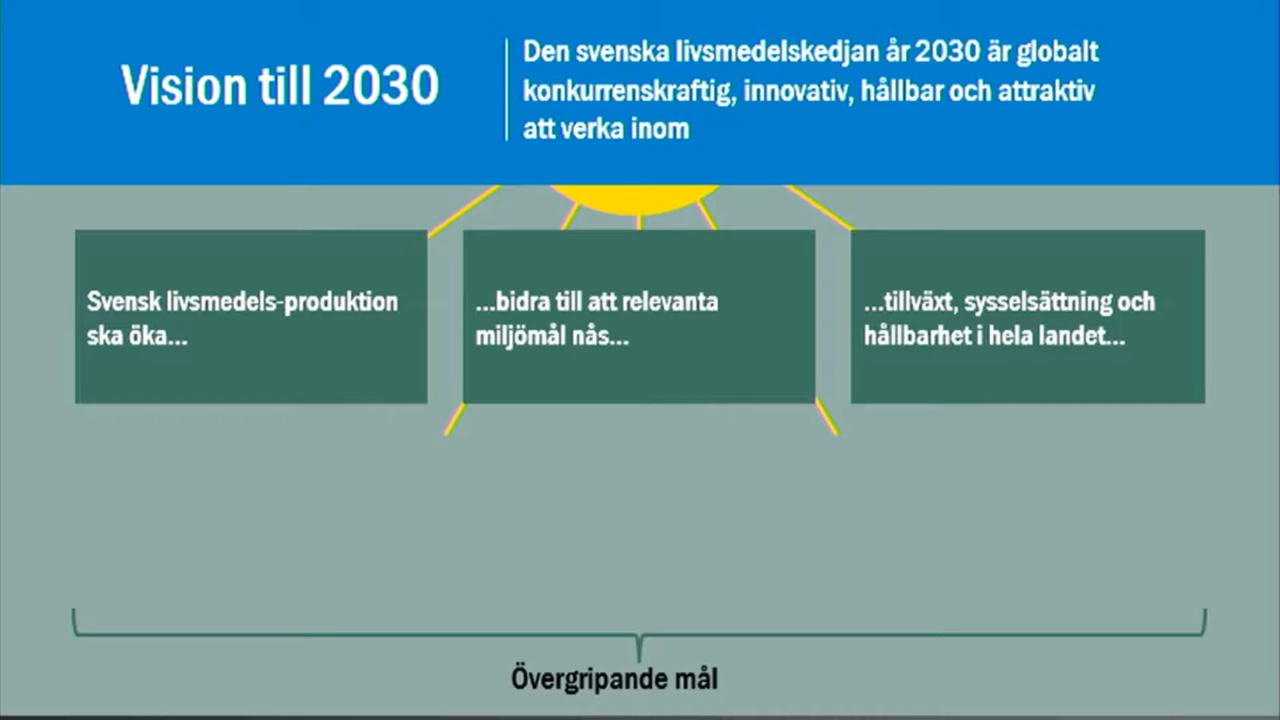 Vision till 2030
Den svenska livsmedelskedjan år 2030 är globalt
konkurrenskraftig, innovativ, hållbar och attraktiv
att verka inom
Svensk livsmedels-produktion
ska öka...
...bidra till att relevanta
miljömål nås...
...tillväxt, sysselsättning och
hållbarhet i hela landet...
Övergripande mål